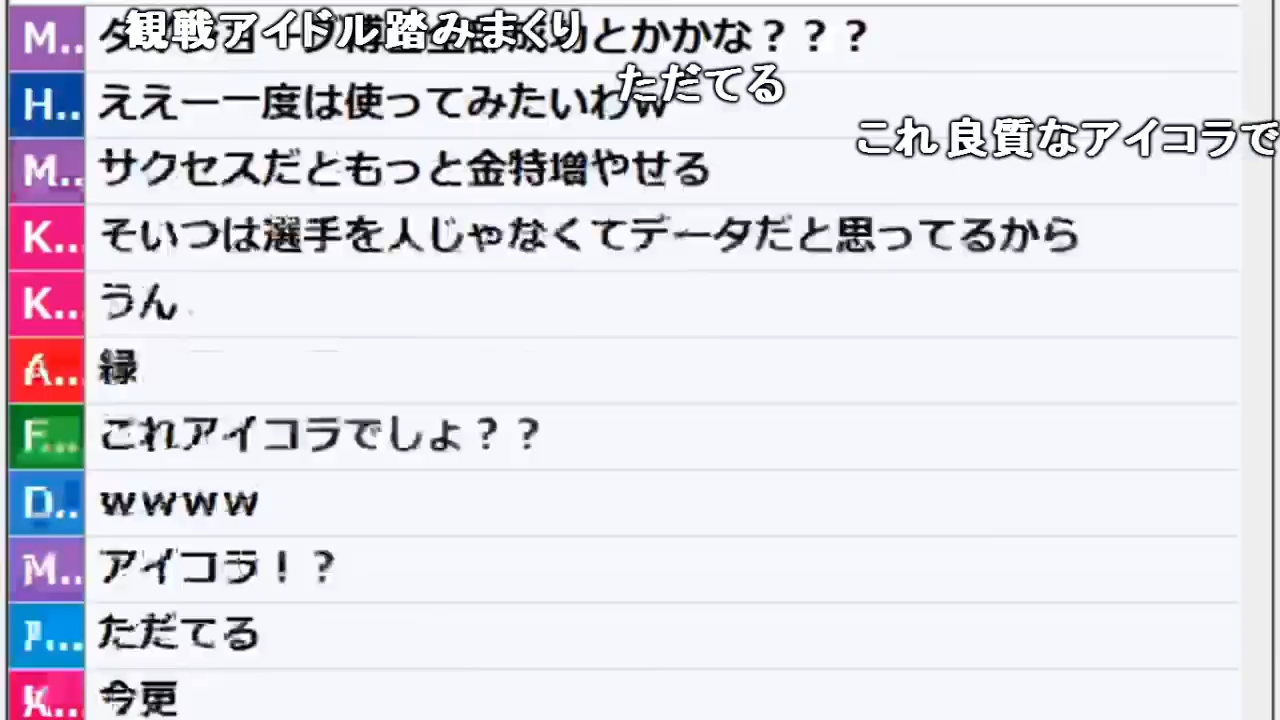 観戦アイドル踏みまくり
とかかな？？？
ただてる
H.. ええー一度は使ってみたいわw
これ 良質なアイコラで
M.. サクセスだともっと金特増やせる
K... そいつは選手を人じゃなくてデータだと思ってるから
K... うん
A... 緑
F... これアイコラでしょ？？
D.. ｗｗｗｗ
M.. アイコラ！？
ただてる
K... 今更